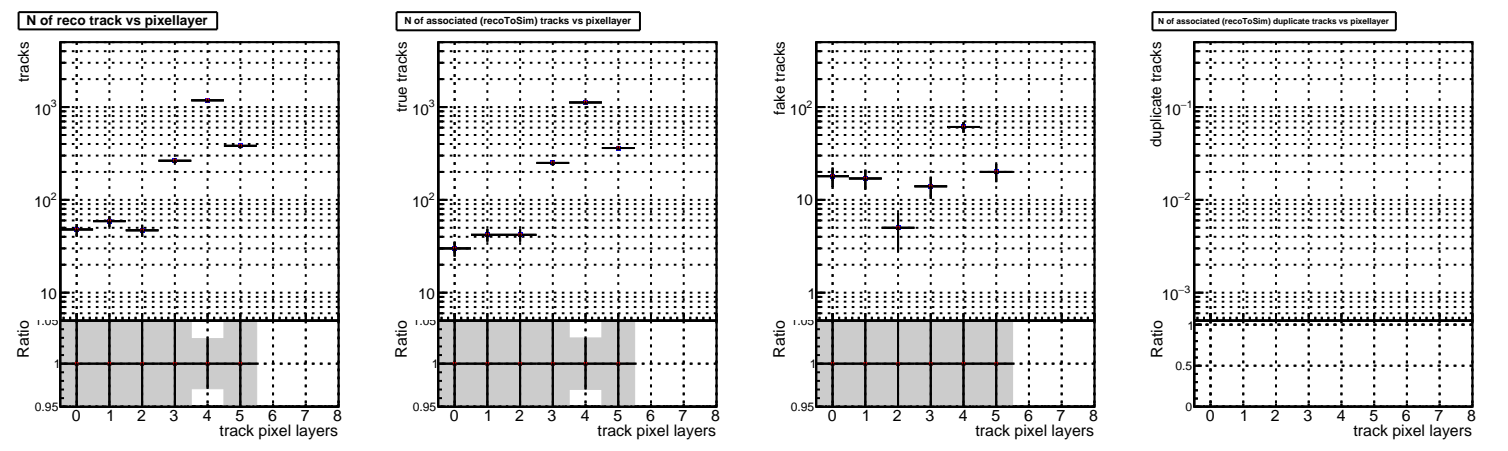 N of reco track vs pixellayer
tracks
10³
10²
10
Ratio
1.05
1
0.95
0 1 2 3 4 5 6 7 8
track pixel layers
N of associated (recoToSim) tracks vs pixellayer
true tracks
10³
10²
10
Ratio
1.05
1
0.95
0 1 2 3 4 5 6 7 8
track pixel layers
fake tracks
10²
10
1
Ratio
1.05
1
0.95
0 1 2 3 4 5 6 7 8
track pixel layers
N of associated (recoToSim) duplicate tracks vs pixellayer
duplicate tracks
10⁻¹
10⁻²
10⁻³
Ratio
1
0.5
0
0 1 2 3 4 5 6 7 8
track pixel layers